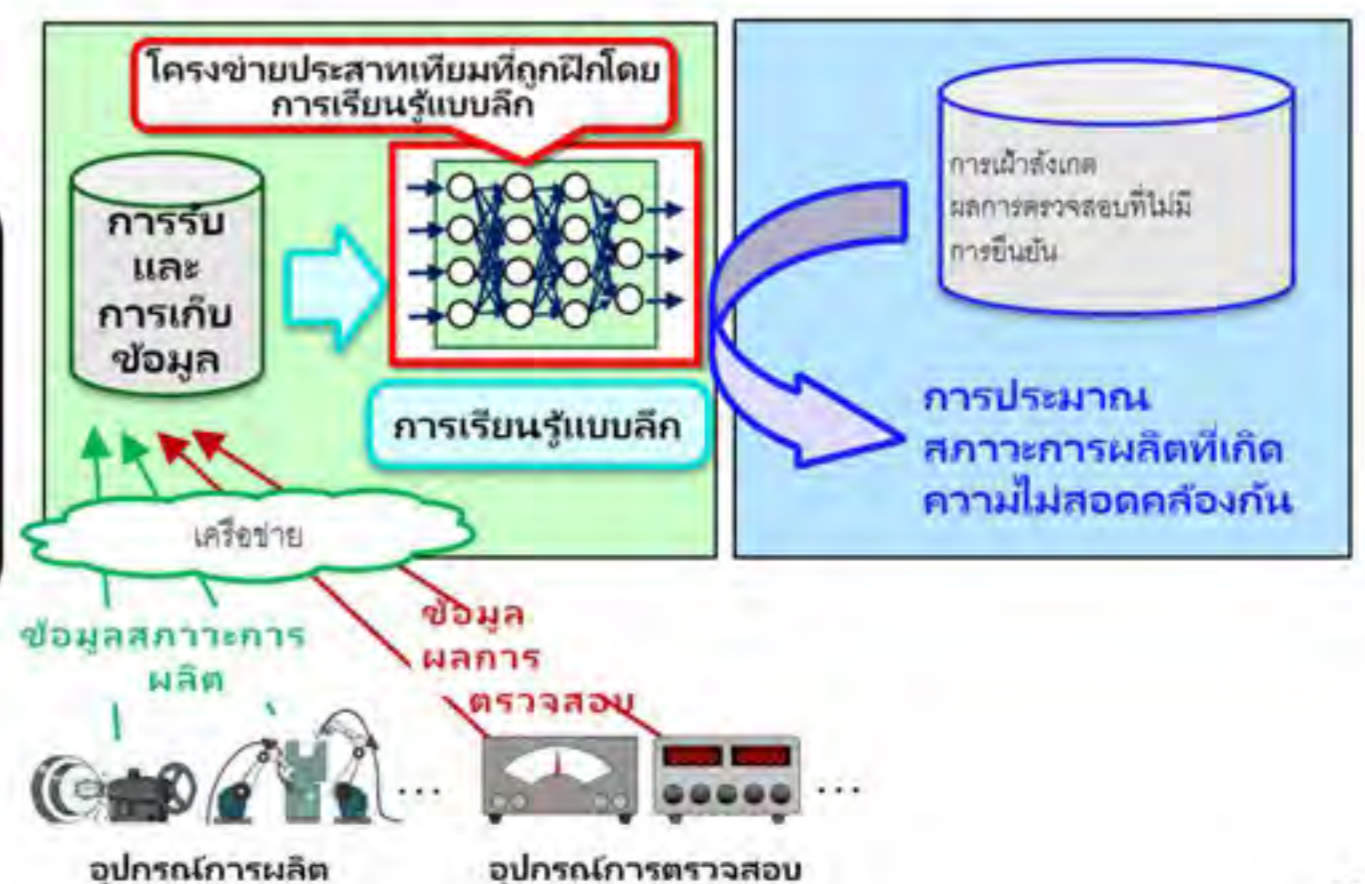 โครงข่ายประสาทเทียมที่ถูกฝึกโดย
การเรียนรู้แบบลึก
การรับ
และ
การเก็บ
ข้อมูล
การเรียนรู้แบบลึก
การเฝ้าสังเกต
ผลการตรวจสอบที่ไม่มี
การยืนยัน
การประมาณ
สภาวะการผลิตที่เกิด
ความไม่สอดคล้องกัน
เครือข่าย
ข้อมูลสภาวะการ
ผลิต
ข้อมูล
ผลการ
ตรวจสอบ
...
...
อุปกรณ์การผลิต
อุปกรณ์การตรวจสอบ